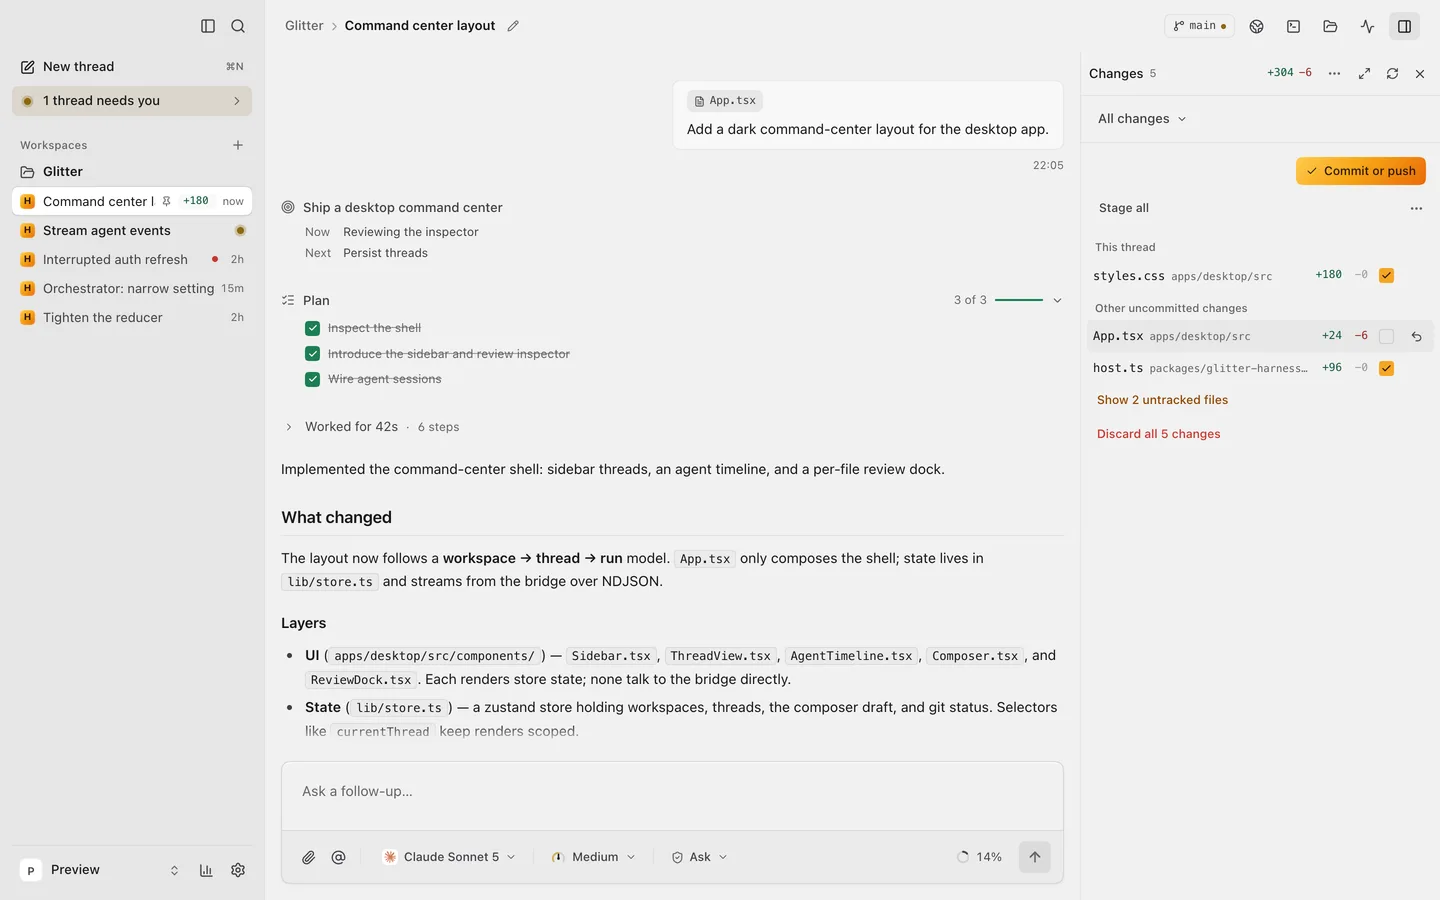 Glitter
Command center layout
main
New thread
⌘N
1 thread needs you
Workspaces
Glitter
H
Command center l
+180
now
H
Stream agent events
H
Interrupted auth refresh
2h
H
Orchestrator: narrow setting
15m
H
Tighten the reducer
2h
P
Preview
App.tsx
Add a dark command-center layout for the desktop app.
22:05
Ship a desktop command center
Now Reviewing the inspector
Next Persist threads
Plan
3 of 3
Inspect the shell
Introduce the sidebar and review inspector
Wire agent sessions
Worked for 42s · 6 steps
Implemented the command-center shell: sidebar threads, an agent timeline, and a per-file review dock.
What changed
The layout now follows a workspace → thread → run model. App.tsx only composes the shell; state lives in
lib/store.ts and streams from the bridge over NDJSON.
Layers
• UI ( apps/desktop/src/components/ ) — Sidebar.tsx, ThreadView.tsx, AgentTimeline.tsx, Composer.tsx, and
ReviewDock.tsx. Each renders store state; none talk to the bridge directly.
• State ( lib/store.ts ) — a zustand store holding workspaces, threads, the composer draft, and git status. Selectors
like currentThread keep renders scoped.
Ask a follow-up...
Claude Sonnet 5
Medium
Ask
14%
Changes 5
+304 −6
All changes
Commit or push
Stage all
This thread
styles.css apps/desktop/src +180 −0
Other uncommitted changes
App.tsx apps/desktop/src +24 −6
host.ts packages/glitter-harness… +96 −0
Show 2 untracked files
Discard all 5 changes